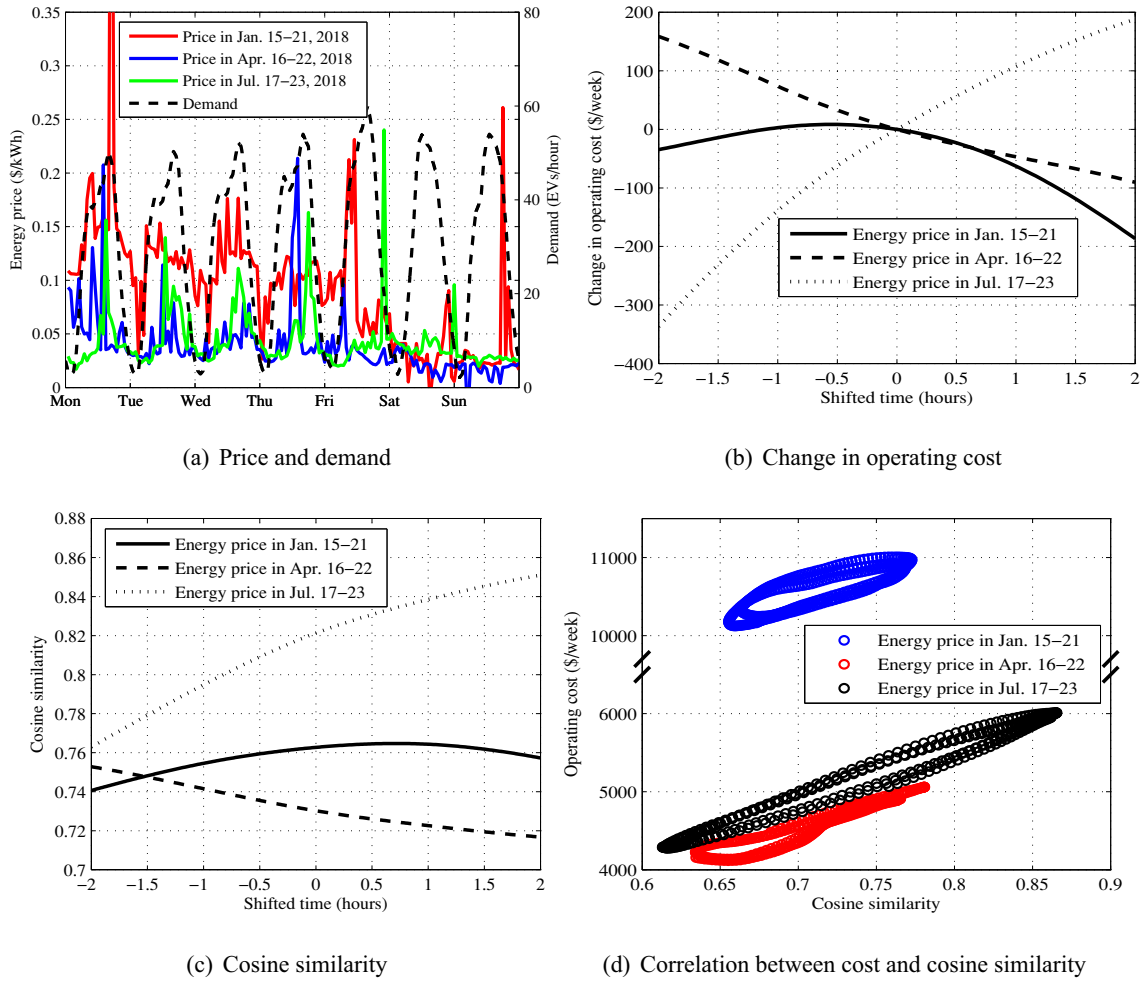 0.35
0.3
0.25
0.2
0.15
0.1
0.05
0
Energy price ($/kWh)
Price in Jan. 15−21, 2018
Price in Apr. 16−22, 2018
Price in Jul. 17−23, 2018
Demand
80
60
40
20
0
Demand (EVs/hour)
Mon Tue Wed Thu Fri Sat Sun
(a) Price and demand
200
100
0
−100
−200
−300
−400
Change in operating cost ($/week)
Energy price in Jan. 15−21
Energy price in Apr. 16−22
Energy price in Jul. 17−23
−2 −1.5 −1 −0.5 0 0.5 1 1.5 2
Shifted time (hours)
(b) Change in operating cost
0.88
0.86
0.84
0.82
0.8
0.78
0.76
0.74
0.72
0.7
Cosine similarity
Energy price in Jan. 15−21
Energy price in Apr. 16−22
Energy price in Jul. 17−23
−2 −1.5 −1 −0.5 0 0.5 1 1.5 2
Shifted time (hours)
(c) Cosine similarity
11000
10000
6000
5000
4000
Operating cost ($/week)
Energy price in Jan. 15−21
Energy price in Apr. 16−22
Energy price in Jul. 17−23
0.6 0.65 0.7 0.75 0.8 0.85 0.9
Cosine similarity
(d) Correlation between cost and cosine similarity